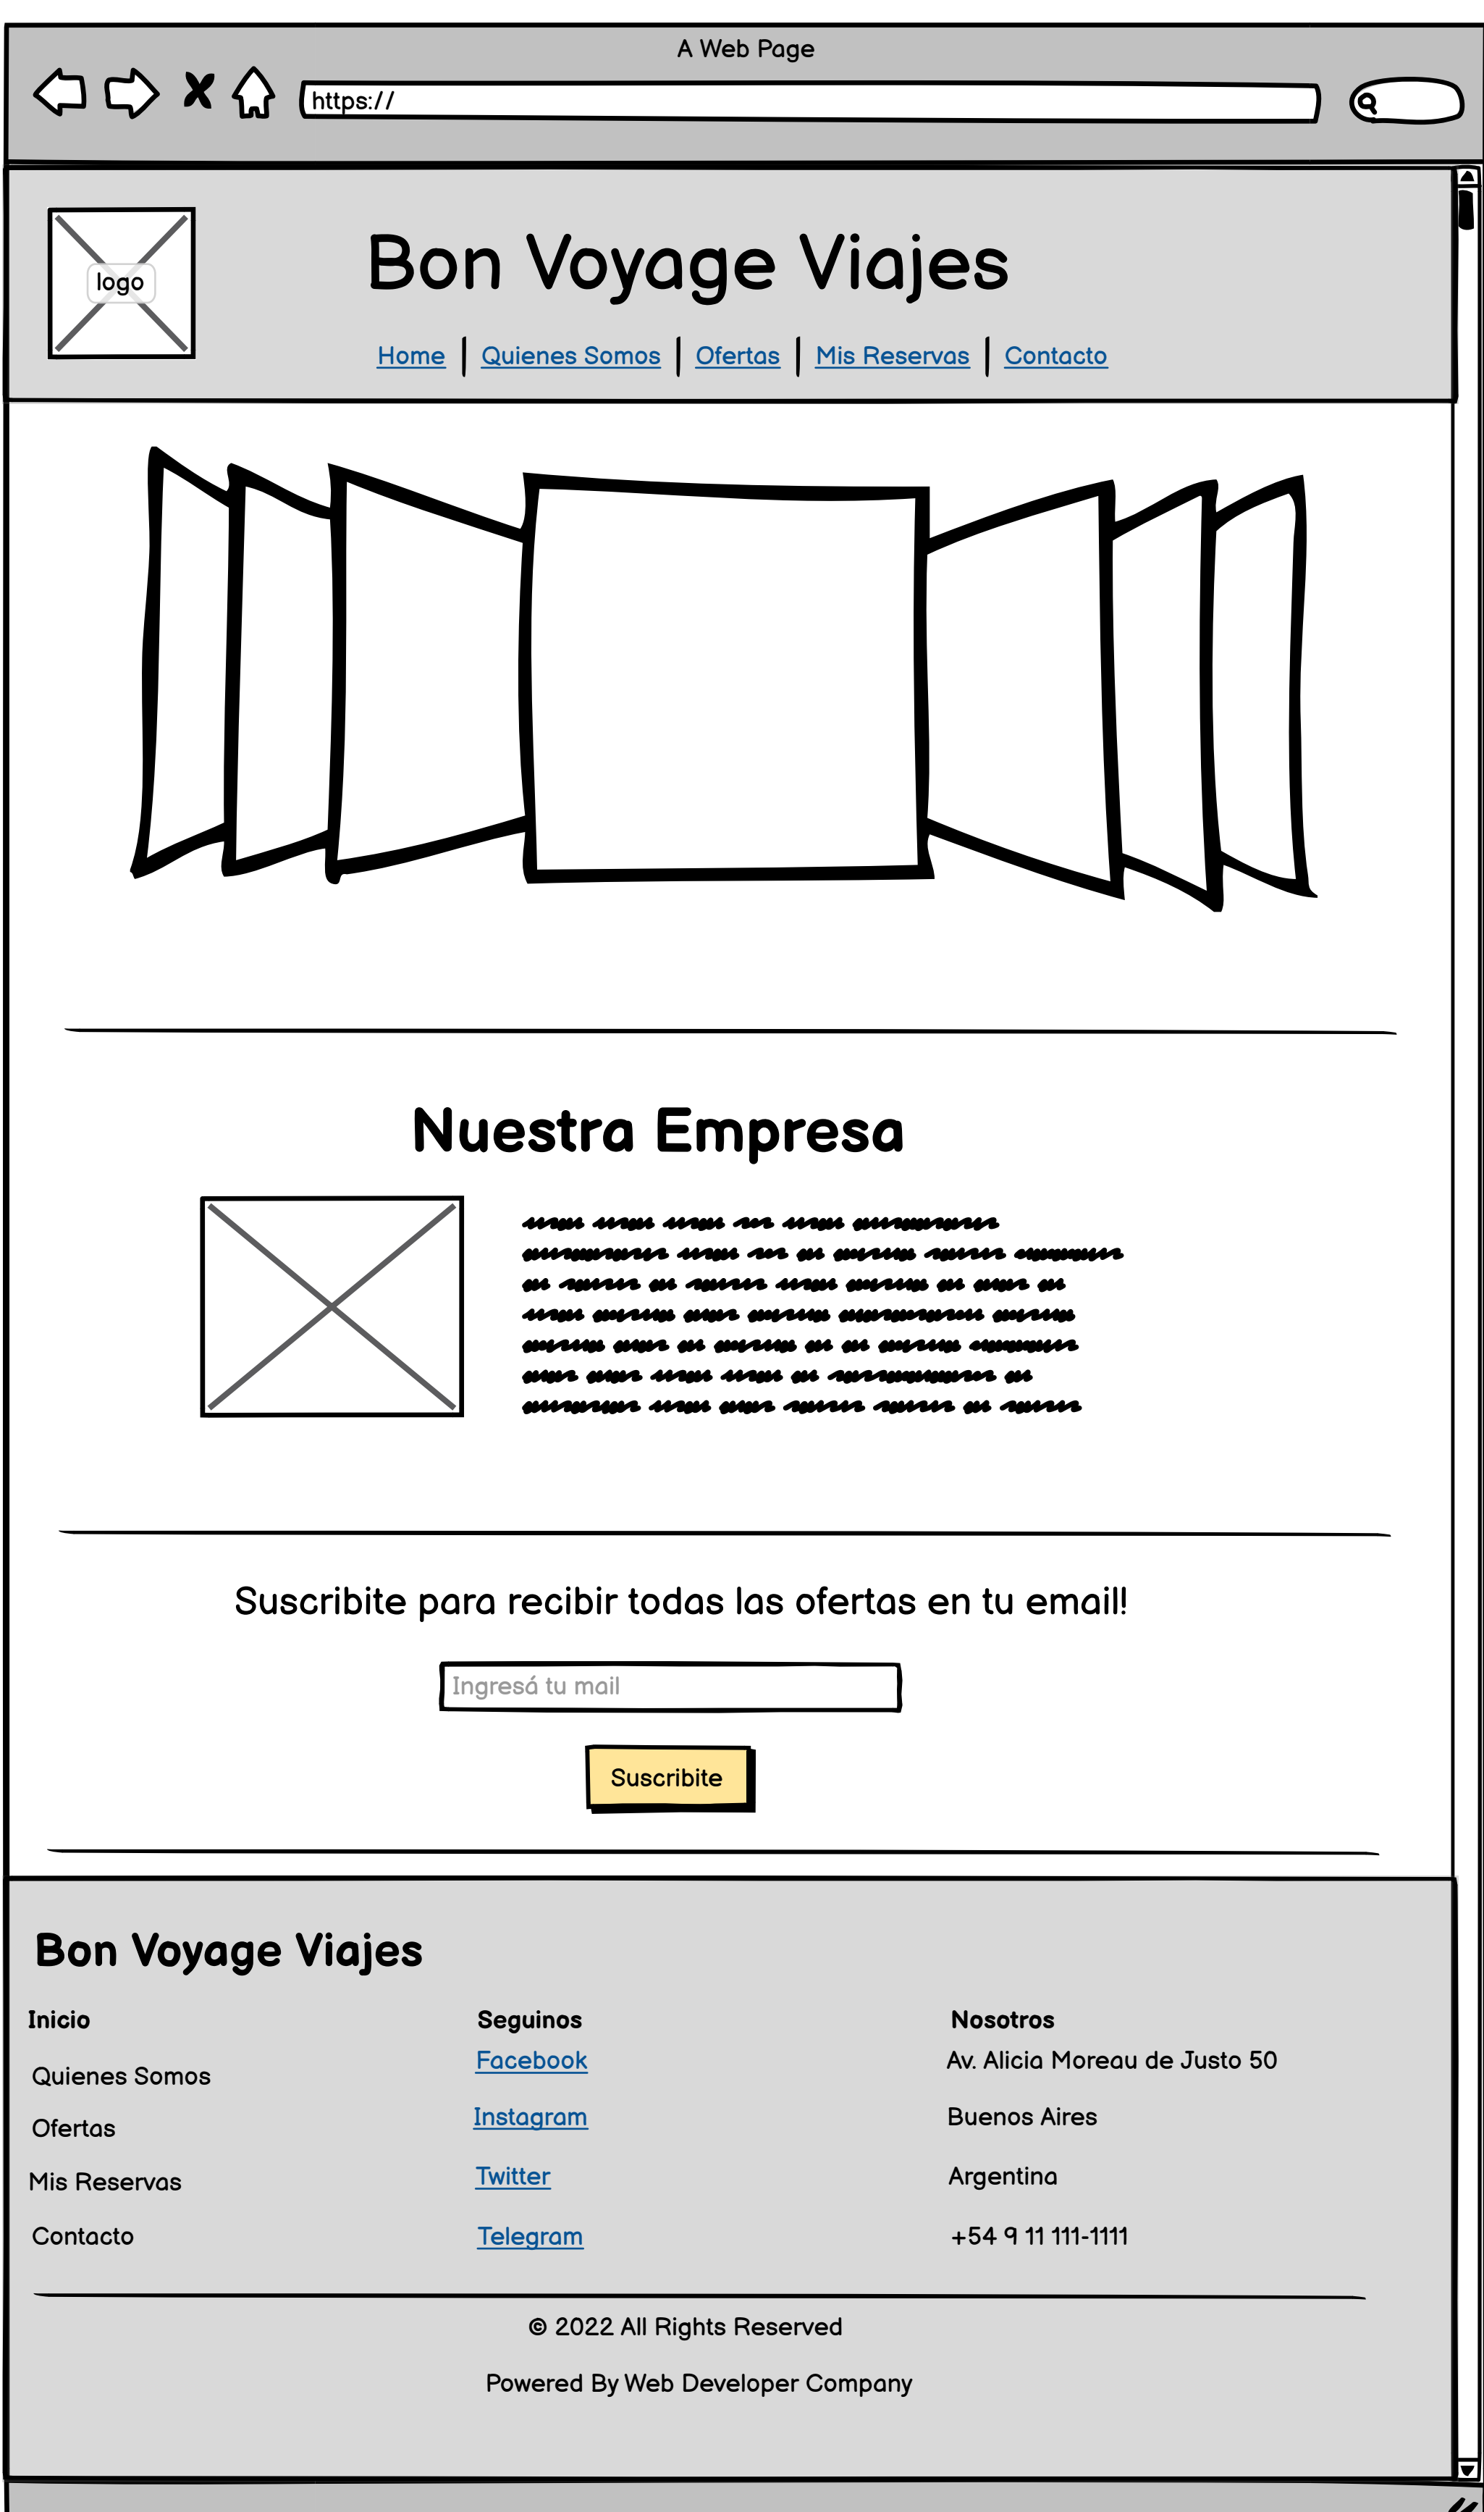 A Web Page
https://
logo
Bon Voyage Viajes
Home | Quienes Somos | Ofertas | Mis Reservas | Contacto
Nuestra Empresa
Suscribite para recibir todas las ofertas en tu email!
Ingresá tu mail
Suscribite
Bon Voyage Viajes
Inicio
Quienes Somos
Ofertas
Mis Reservas
Contacto
Seguinos
Facebook
Instagram
Twitter
Telegram
Nosotros
Av. Alicia Moreau de Justo 50
Buenos Aires
Argentina
+54 9 11 111-1111
© 2022 All Rights Reserved
Powered By Web Developer Company